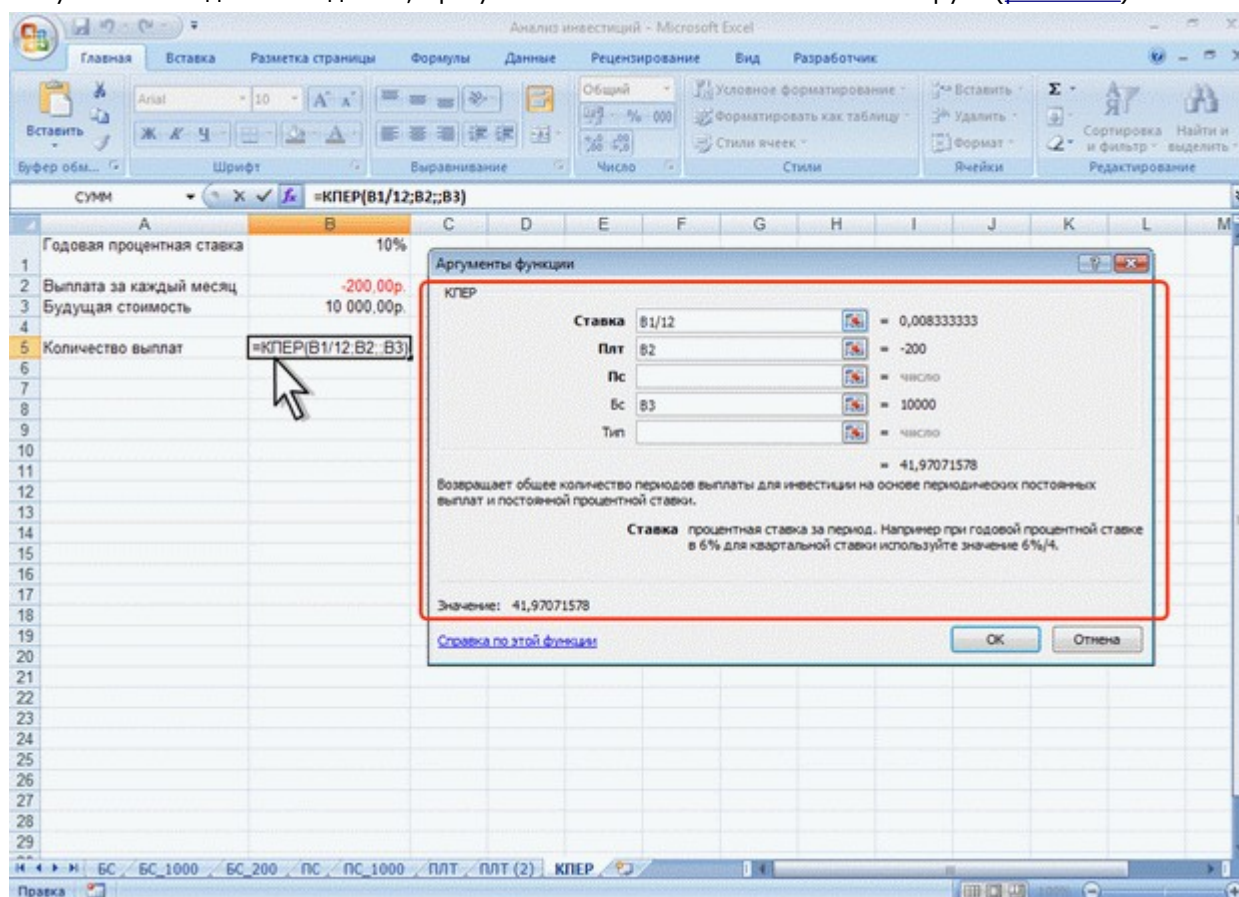 Анализ инвестиций - Microsoft Excel
Главная Вставка Разметка страницы Формулы Данные Рецензирование Вид Разработчик
Вставить
Arial 10
Ж К Ч
Общий
% 000
Условное форматирование
Форматировать как таблицу
Стили ячеек
Вставить
Удалить
Формат
Σ
Сортировка и фильтр
Найти и выделить
Буфер обм... Шрифт Выравнивание Число Стили Ячейки Редактирование
СУММ fx =КПЕР(B1/12;B2;;B3)
A B C D E F G H I J K L M
1 Годовая процентная ставка 10%
2 Выплата за каждый месяц -200,00р.
3 Будущая стоимость 10 000,00р.
4
5 Количество выплат =КПЕР(B1/12;B2;;B3)
6
7
8
9
10
11
12
13
14
15
16
17
18
19
20
21
22
23
24
25
26
27
28
29
Аргументы функции
КПЕР
Ставка B1/12 = 0,008333333
Плт B2 = -200
Пс = число
Бс B3 = 10000
Тип = число
= 41,97071578
Возвращает общее количество периодов выплаты для инвестиции на основе периодических постоянных
выплат и постоянной процентной ставки.
Ставка процентная ставка за период. Например при годовой процентной ставке
в 6% для квартальной ставки используйте значение 6%/4.
Значение: 41,97071578
Справка по этой функции OK Отмена
БС БС_1000 БС_200 ПС ПС_1000 ПЛТ ПЛТ (2) КПЕР
Правка 100%